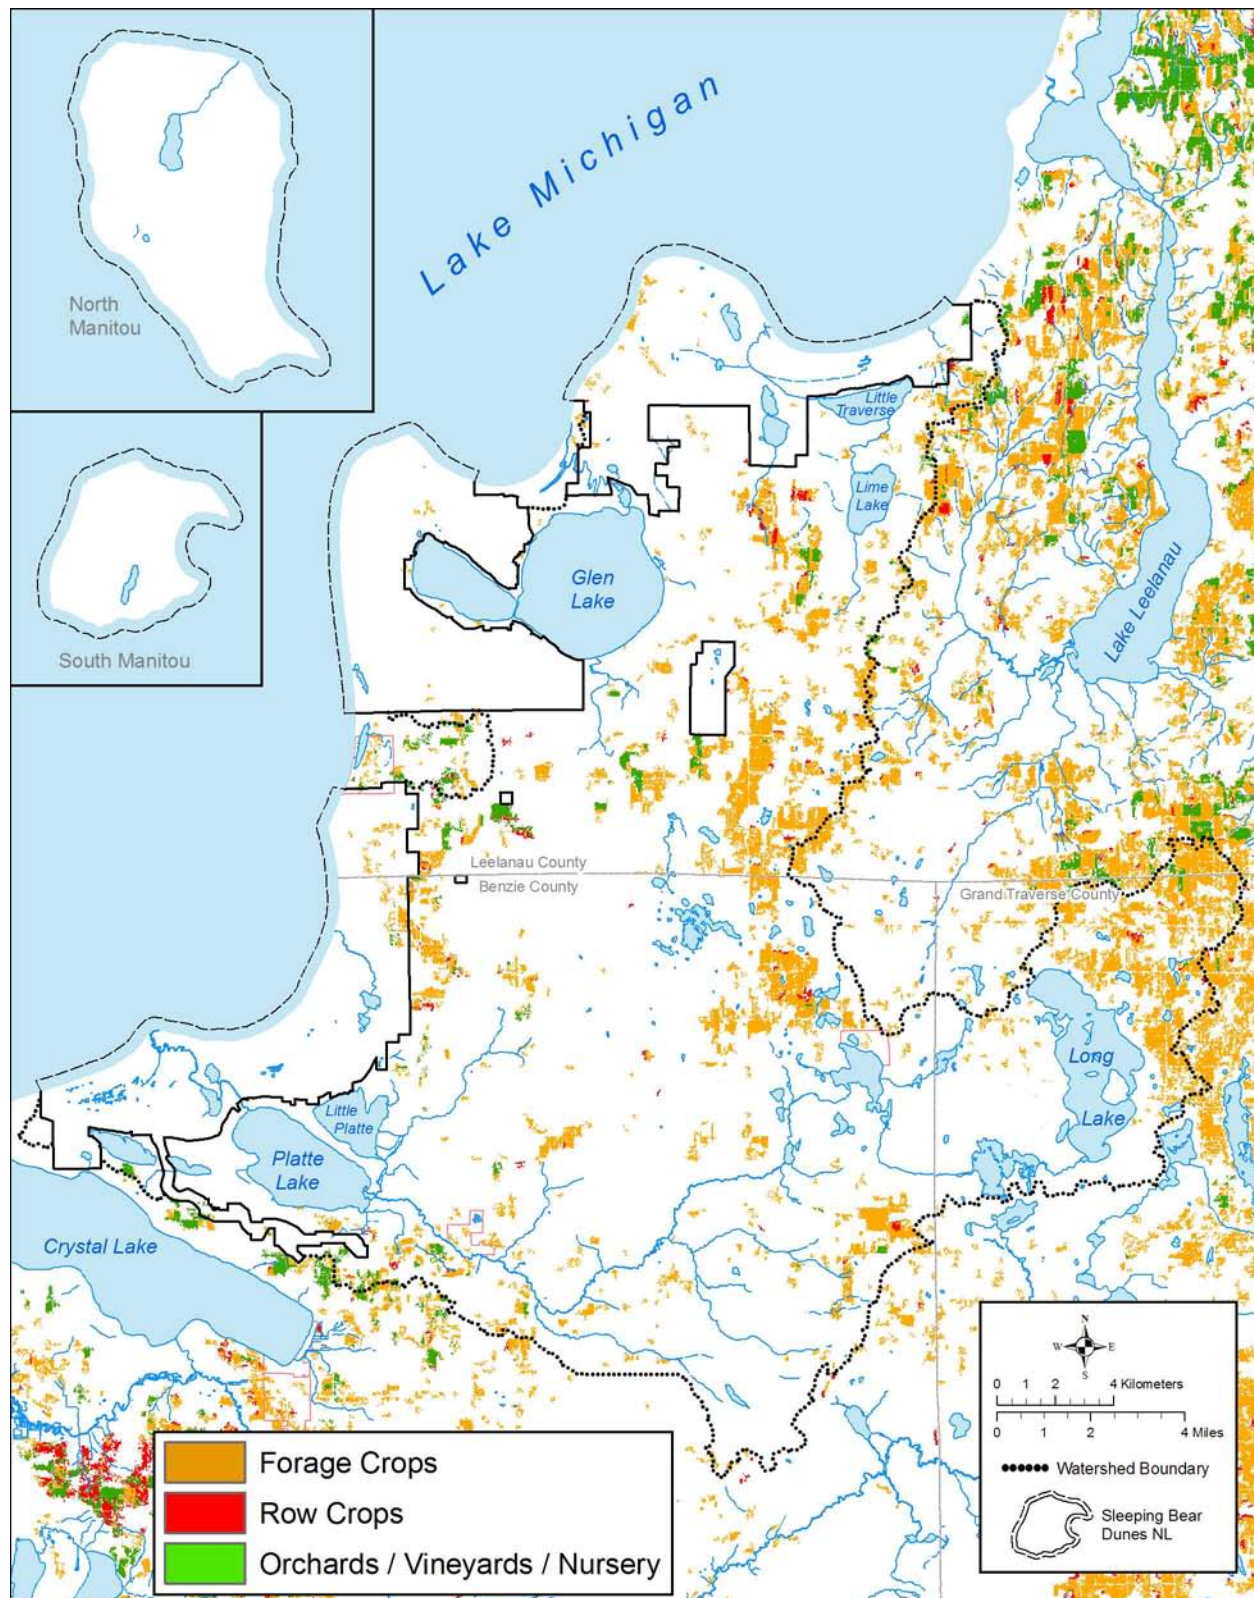 Lake Michigan
North
Manitou
South Manitou
Little
Traverse
Lime
Lake
Glen
Lake
Lake Leelanau
Leelanau County
Benzie County
Grand Traverse County
Long
Lake
Little
Platte
Platte
Lake
Crystal Lake
N
W
E
S
0 1 2 4 Kilometers
0 1 2 4 Miles
Watershed Boundary
Sleeping Bear
Dunes NL
Forage Crops
Row Crops
Orchards / Vineyards / Nursery